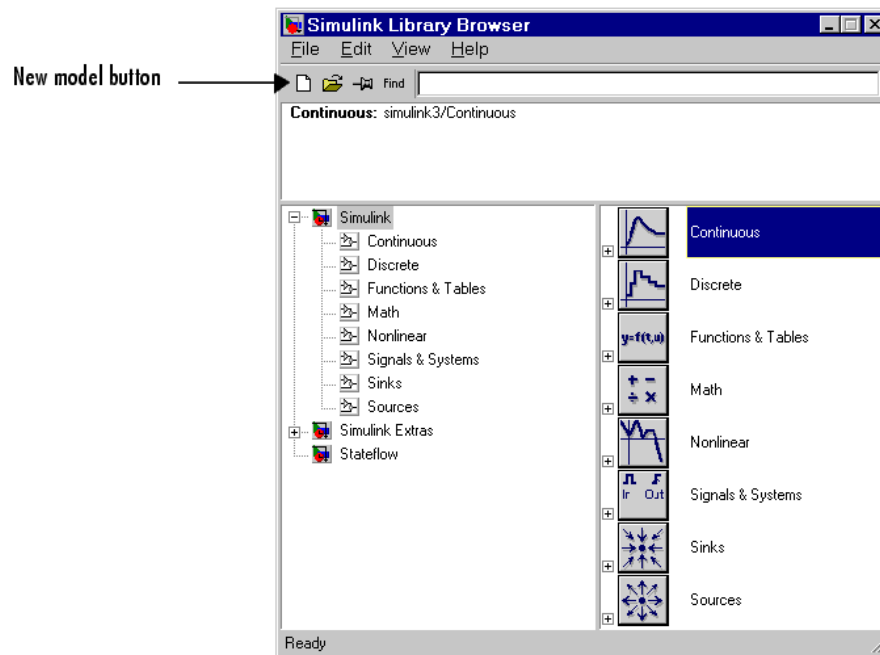 Simulink Library Browser
File Edit View Help
New model button
Find
Continuous: simulink3/Continuous
Simulink
Continuous
Discrete
Functions & Tables
Math
Nonlinear
Signals & Systems
Sinks
Sources
Simulink Extras
Stateflow
Continuous
Discrete
y=f(t,u) Functions & Tables
Math
Nonlinear
In Out Signals & Systems
Sinks
Sources
Ready